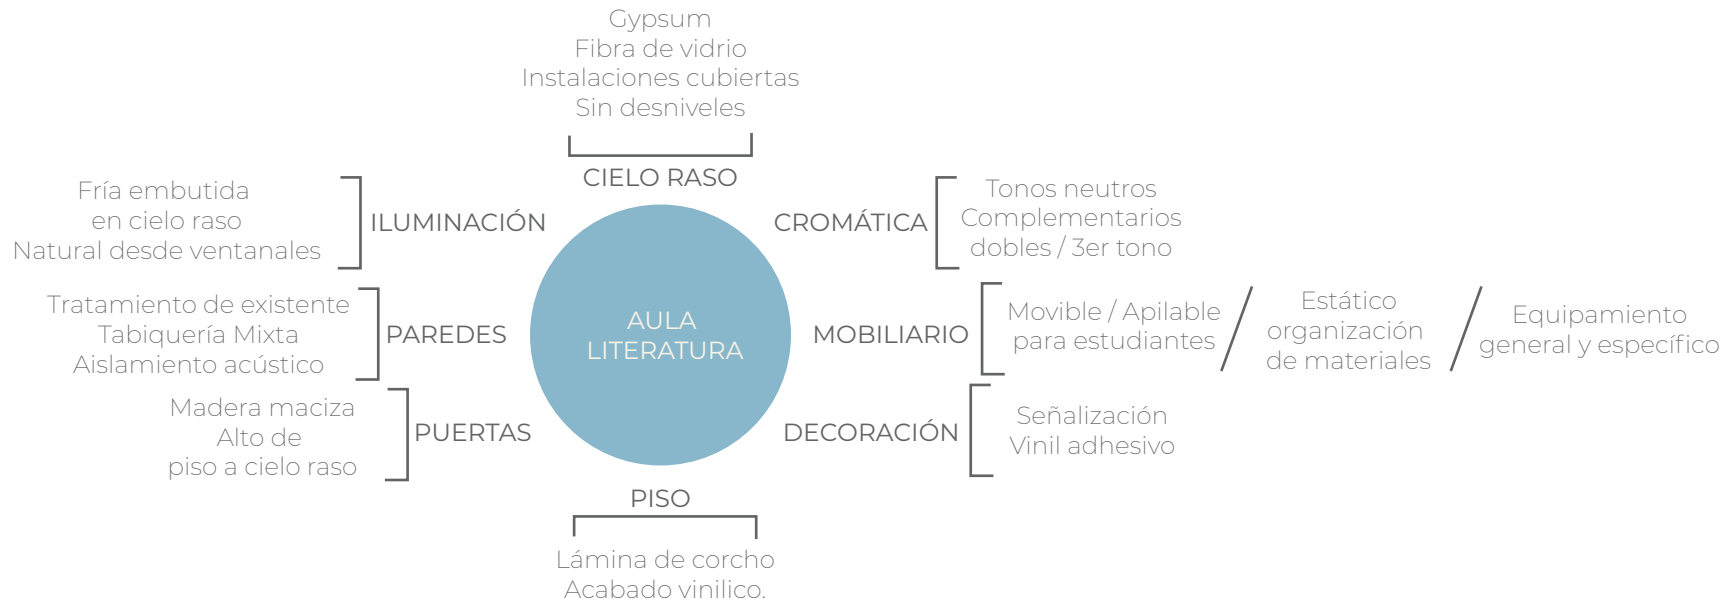 Gypsum
Fibra de vidrio
Instalaciones cubiertas
Sin desniveles
CIELO RASO
Fría embutida
en cielo raso
Natural desde ventanales
ILUMINACIÓN
Tratamiento de existente
Tabiquería Mixta
Aislamiento acústico
PAREDES
Madera maciza
Alto de
piso a cielo raso
PUERTAS
AULA
LITERATURA
CROMÁTICA
Tonos neutros
Complementarios
dobles / 3er tono
MOBILIARIO
Movible / Apilable
para estudiantes
Estático
organización
de materiales
Equipamiento
general y específico
DECORACIÓN
Señalización
Vinil adhesivo
PISO
Lámina de corcho
Acabado vinilico.